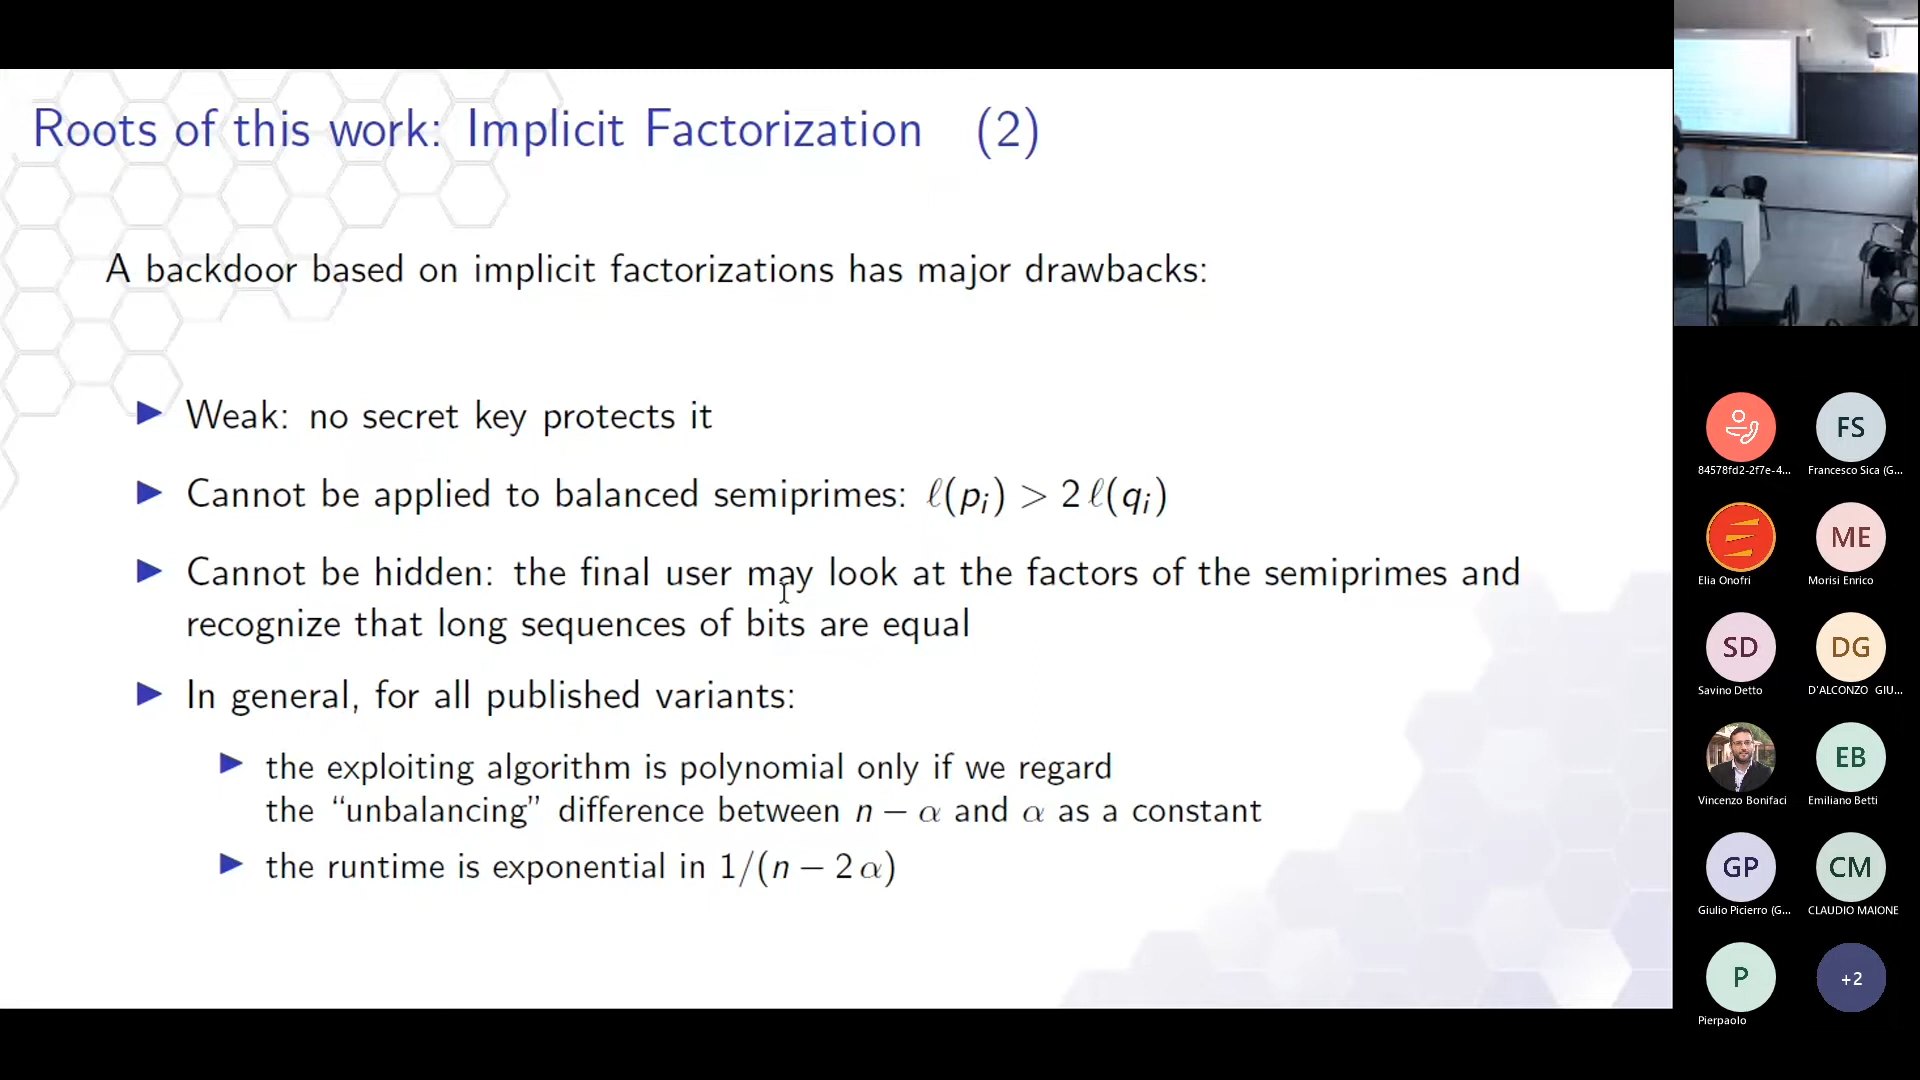 Roots of this work: Implicit Factorization (2)
A backdoor based on implicit factorizations has major drawbacks:
Weak: no secret key protects it
Cannot be applied to balanced semiprimes: ℓ(pᵢ) > 2 ℓ(qᵢ)
Cannot be hidden: the final user may look at the factors of the semiprimes and
recognize that long sequences of bits are equal
In general, for all published variants:
the exploiting algorithm is polynomial only if we regard
the “unbalancing” difference between n − α and α as a constant
the runtime is exponential in 1/(n − 2 α)
84578fd2-2f7e-4...
FS
Francesco Sica (G...
Elia Onofri
ME
Morisi Enrico
SD
Savino Detto
DG
D'ALCONZO GIU...
Vincenzo Bonifaci
EB
Emiliano Betti
GP
Giulio Picierro (G...
CM
CLAUDIO MAIONE
P
Pierpaolo
+2